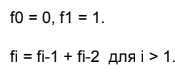 f0 = 0, f1 = 1.
fi = fi-1 + fi-2 для i > 1.